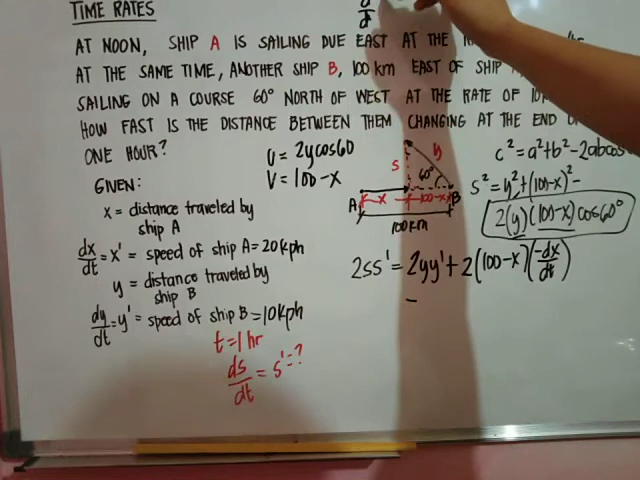 TIME RATES
d
AT NOON, SHIP A IS SAILING DUE EAST AT THE
AT THE SAME TIME, ANOTHER SHIP B, 100 km EAST OF SHIP
SAILING ON A COURSE 60° NORTH OF WEST AT THE RATE OF
HOW FAST IS THE DISTANCE BETWEEN THEM CHANGING AT THE END OF
ONE HOUR?
U = 2ycos60
V = 100-x
GIVEN:
x = distance traveled by
ship A
dx/dt = x' = speed of ship A = 20kph
y = distance traveled by
ship B
dy/dt = y' = speed of ship B = 10kph
t = 1 hr
ds/dt = s' = ?
s y
60°
A x 100-x B
100km
c² = a² + b² - 2abcos
s² = y² + (100-x)² -
2(y)(100-x)cos60°
2ss' = 2yy' + 2(100-x)(-dx/dt)
-